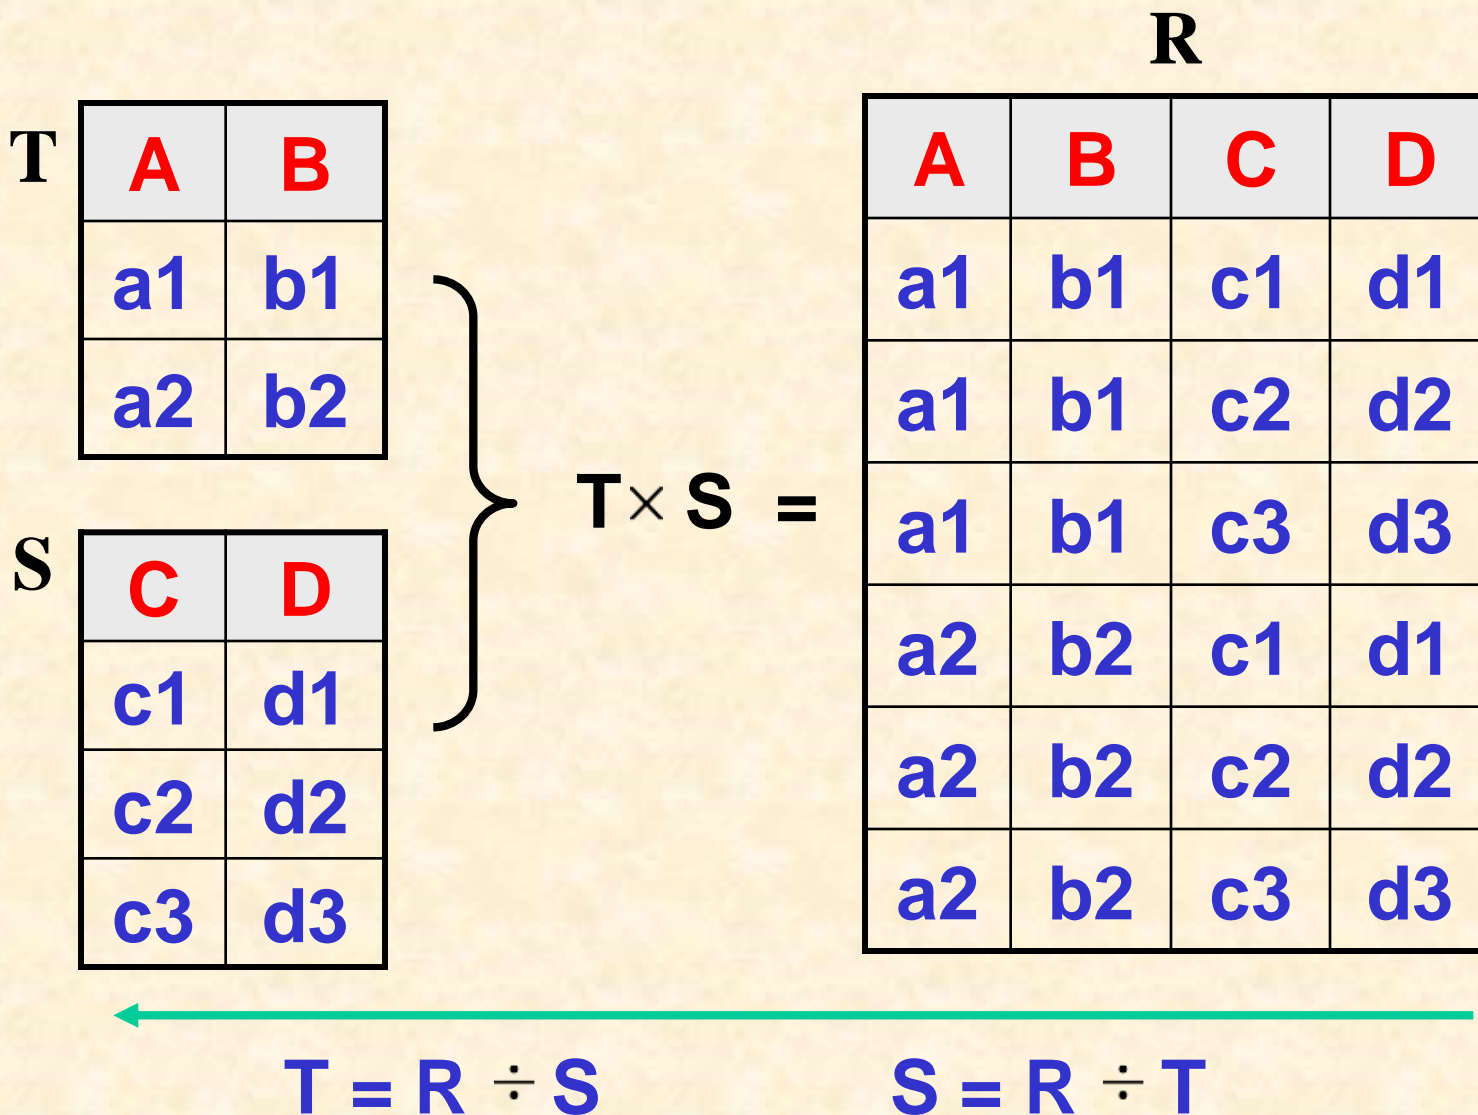 T
A B
a1 b1
a2 b2
S
C D
c1 d1
c2 d2
c3 d3
T × S =
R
A B C D
a1 b1 c1 d1
a1 b1 c2 d2
a1 b1 c3 d3
a2 b2 c1 d1
a2 b2 c2 d2
a2 b2 c3 d3
T = R ÷ S
S = R ÷ T